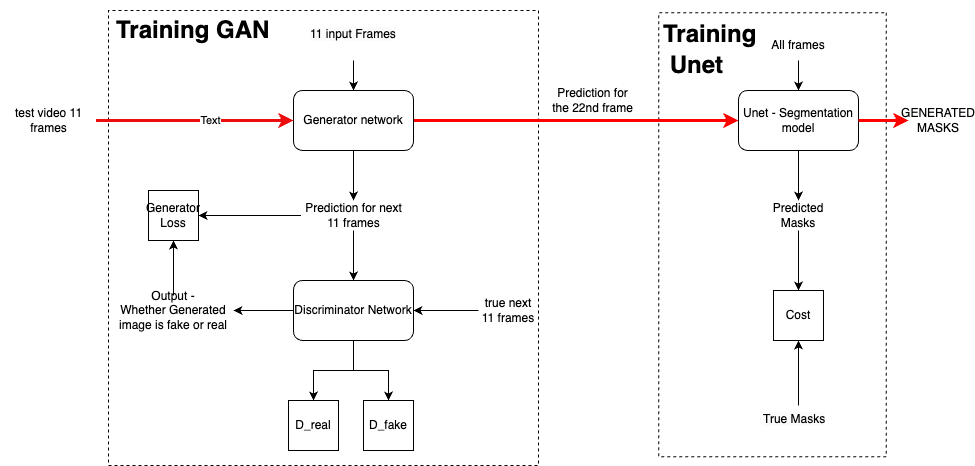 Training GAN
11 input Frames
Training
Unet
All frames
test video 11
frames
Text
Generator network
Prediction for
the 22nd frame
Unet - Segmentation
model
GENERATED
MASKS
Generator
Loss
Prediction for next
11 frames
Predicted
Masks
Output -
Whether Generated
image is fake or real
Discriminator Network
true next
11 frames
Cost
D_real
D_fake
True Masks